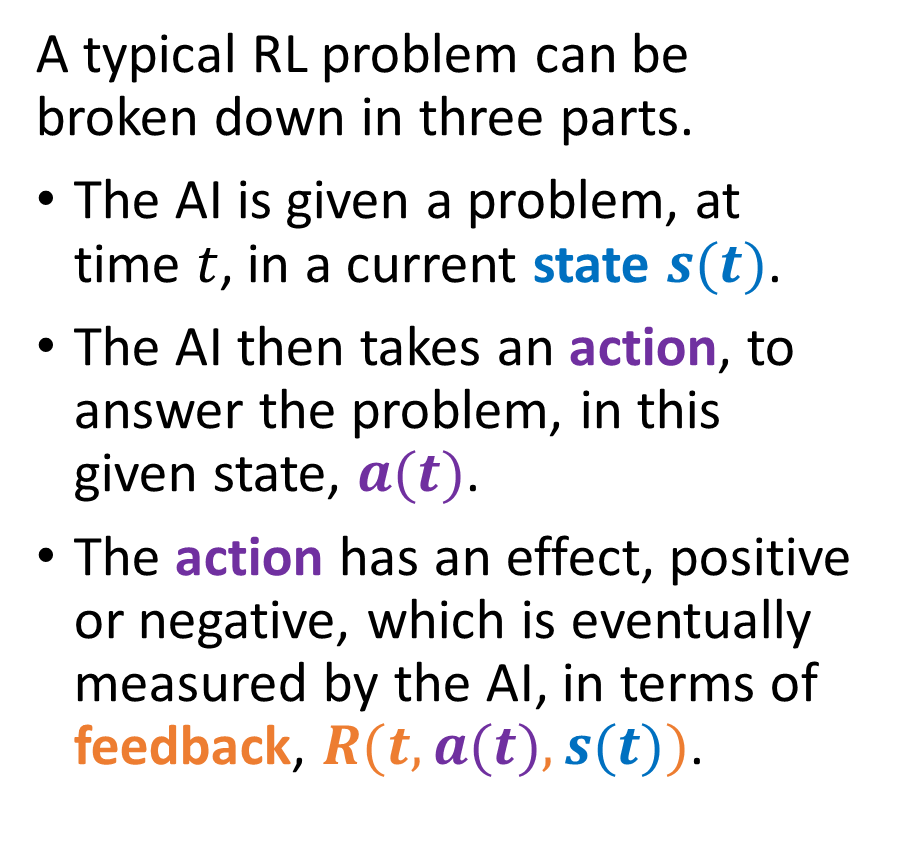 A typical RL problem can be
broken down in three parts.
• The AI is given a problem, at
time t, in a current state s(t).
• The AI then takes an action, to
answer the problem, in this
given state, a(t).
• The action has an effect, positive
or negative, which is eventually
measured by the AI, in terms of
feedback, R(t, a(t), s(t)).